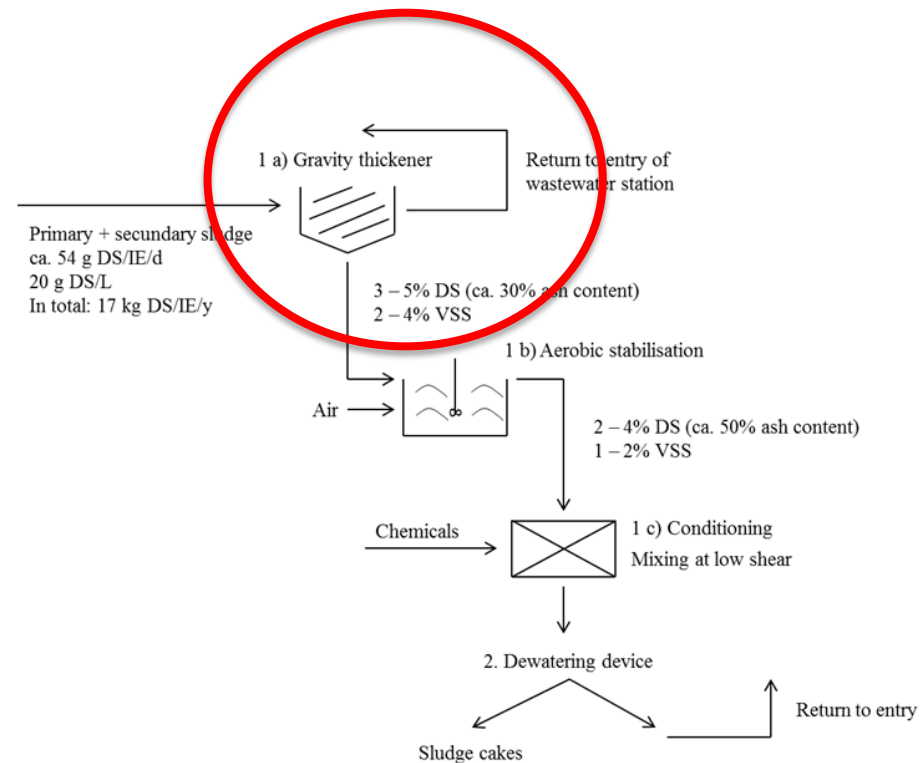 1 a) Gravity thickener
Return to entry of
wastewater station
Primary + secundary sludge
ca. 54 g DS/IE/d
20 g DS/L
In total: 17 kg DS/IE/y
3 – 5% DS (ca. 30% ash content)
2 – 4% VSS
1 b) Aerobic stabilisation
Air
∞
2 – 4% DS (ca. 50% ash content)
1 – 2% VSS
Chemicals
1 c) Conditioning
Mixing at low shear
2. Dewatering device
Return to entry
Sludge cakes